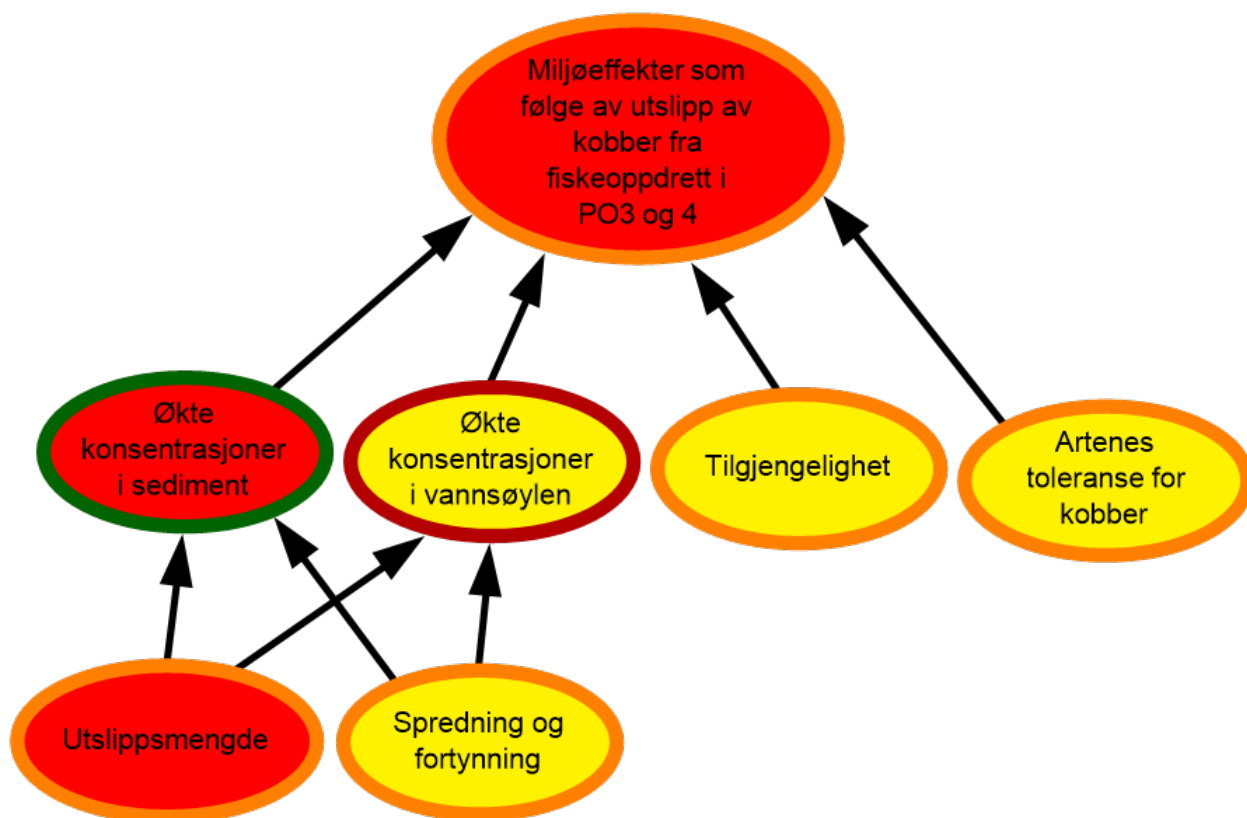 Miljøeffekter som
følge av utslipp av
kobber fra
fiskeoppdrett i
PO3 og 4
Økte
konsentrasjoner
i sediment
Økte
konsentrasjoner
i vannsøylen
Tilgjengelighet
Artenes
toleranse for
kobber
Utslippsmengde
Spredning og
fortynning